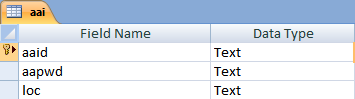 aai
Field Name Data Type
aaid Text
aapwd Text
loc Text